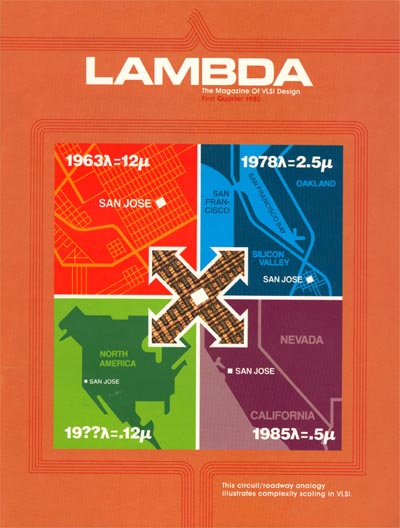 LAMBDA
The Magazine Of VLSI Design
First Quarter 1980
1963λ=12μ
SAN JOSE
1978λ=2.5μ
OAKLAND
SAN FRANCISCO BAY
SAN
FRAN-
CISCO
SILICON
VALLEY
SAN JOSE
NORTH
AMERICA
SAN JOSE
19??λ=.12μ
NEVADA
SAN JOSE
CALIFORNIA
1985λ=.5μ
This circuit/roadway analogy
illustrates complexity scaling in VLSI.